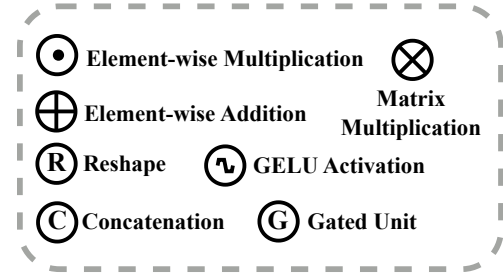 Element-wise Multiplication
Element-wise Addition
Matrix
Multiplication
R Reshape
GELU Activation
C Concatenation
G Gated Unit